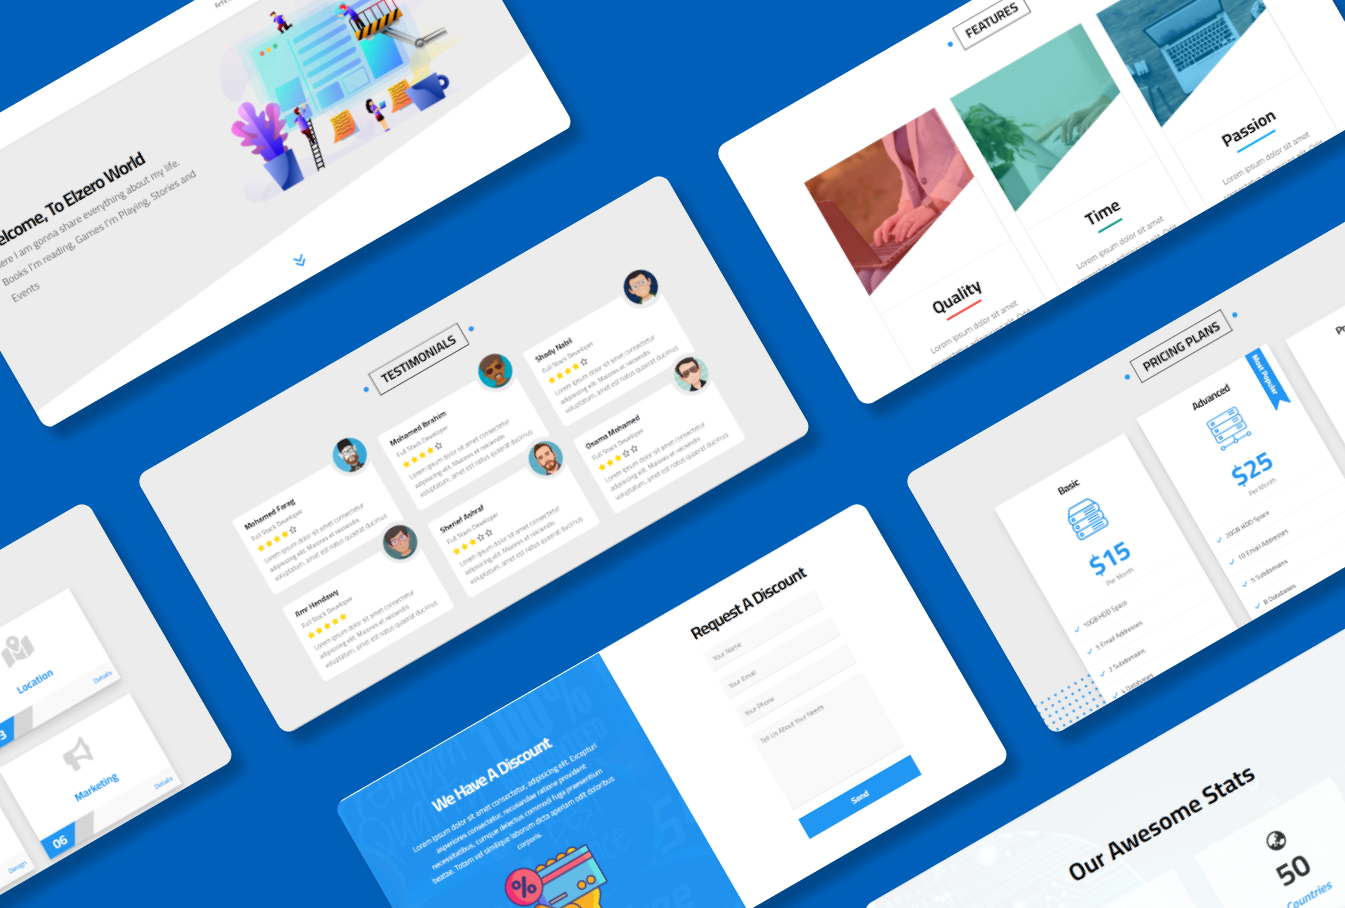 elcome, To Elzero World
ere I am gonna share everything about my life.
Books I'm reading, Games I'm Playing, Stories and
Events
FEATURES
Quality
Lorem ipsum dolor sit amet
Time
Lorem ipsum dolor sit amet
Passion
Lorem ipsum dolor sit amet
TESTIMONIALS
Mohamed Farag
Full Stack Developer
Lorem ipsum dolor sit amet consectetur
adipisicing elit. Maiores et reiciendis
voluptatum, amet est natus quaerat ducimus
Mohamed Ibrahim
Full Stack Developer
Lorem ipsum dolor sit amet consectetur
adipisicing elit. Maiores et reiciendis
voluptatum, amet est natus quaerat ducimus
Shady Nabil
Full Stack Developer
Lorem ipsum dolor sit amet consectetur
adipisicing elit. Maiores et reiciendis
voluptatum, amet est natus quaerat ducimus
Amr Hendawy
Full Stack Developer
Lorem ipsum dolor sit amet consectetur
adipisicing elit. Maiores et reiciendis
voluptatum, amet est natus quaerat ducimus
Sherief Ashraf
Full Stack Developer
Lorem ipsum dolor sit amet consectetur
adipisicing elit. Maiores et reiciendis
voluptatum, amet est natus quaerat ducimus
Osama Mohamed
Full Stack Developer
Lorem ipsum dolor sit amet consectetur
adipisicing elit. Maiores et reiciendis
voluptatum, amet est natus quaerat ducimus
PRICING PLANS
Basic
$15
Per Month
10GB HDD Space
5 Email Addresses
2 Subdomains
4 Databases
Most Popular
Advanced
$25
Per Month
20GB HDD Space
10 Email Addresses
5 Subdomains
8 Databases
Pr
Location
3
Details
Marketing
06
Details
Design
We Have A Discount
Lorem ipsum dolor sit amet consectetur, adipisicing elit. Excepturi
asperiores consectetur, recusandae ratione provident
necessitatibus, cumque delectus commodi fuga praesentium
beatae. Totam vel similique laborum dicta aperiam odit doloribus
corporis.
Request A Discount
Your Name
Your Email
Your Phone
Tell Us About Your Needs
Send
Our Awesome Stats
50
Countries